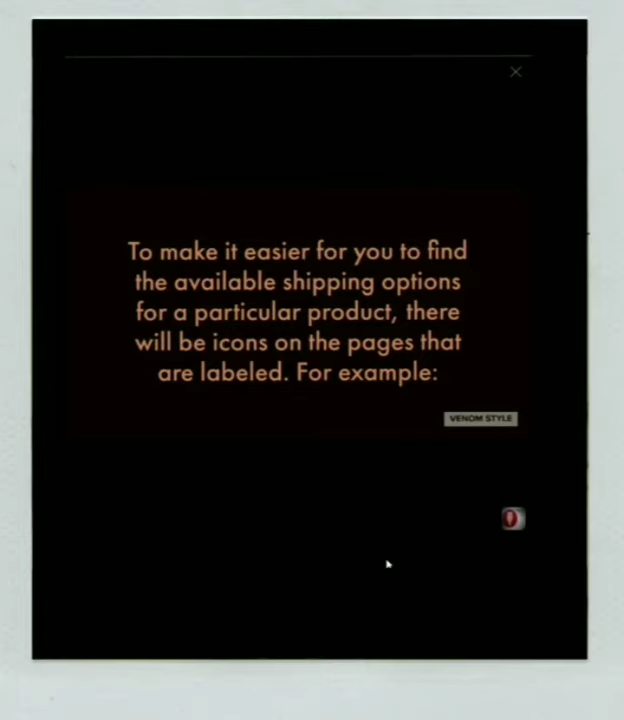 To make it easier for you to find
the available shipping options
for a particular product, there
will be icons on the pages that
are labeled. For example:
VENOM STYLE